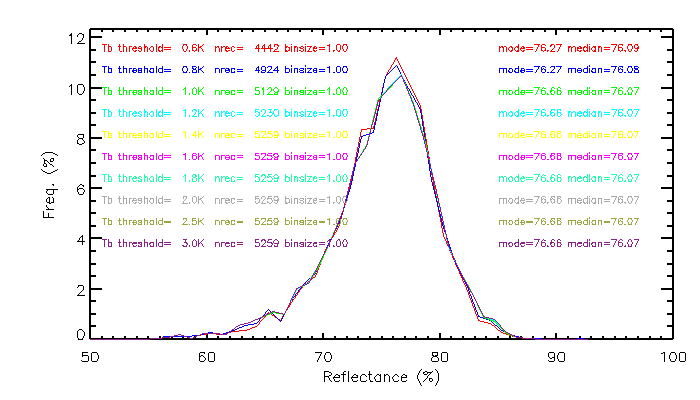 12
Tb threshold= 0.6K nrec= 4442 binsize=1.00 mode=76.27 median=76.09
Tb threshold= 0.8K nrec= 4924 binsize=1.00 mode=76.27 median=76.08
10
Tb threshold= 1.0K nrec= 5129 binsize=1.00 mode=76.68 median=76.07
Tb threshold= 1.2K nrec= 5230 binsize=1.00 mode=76.68 median=76.07
8
Tb threshold= 1.4K nrec= 5259 binsize=1.00 mode=76.68 median=76.07
Tb threshold= 1.6K nrec= 5259 binsize=1.00 mode=76.68 median=76.07
Freq. (%)
Tb threshold= 1.8K nrec= 5259 binsize=1.00 mode=76.68 median=76.07
6
Tb threshold= 2.0K nrec= 5259 binsize=1.00 mode=76.68 median=76.07
Tb threshold= 2.5K nrec= 5259 binsize=1.00 mode=76.68 median=76.07
4
Tb threshold= 3.0K nrec= 5259 binsize=1.00 mode=76.68 median=76.07
2
0
50 60 70 80 90 100
Reflectance (%)